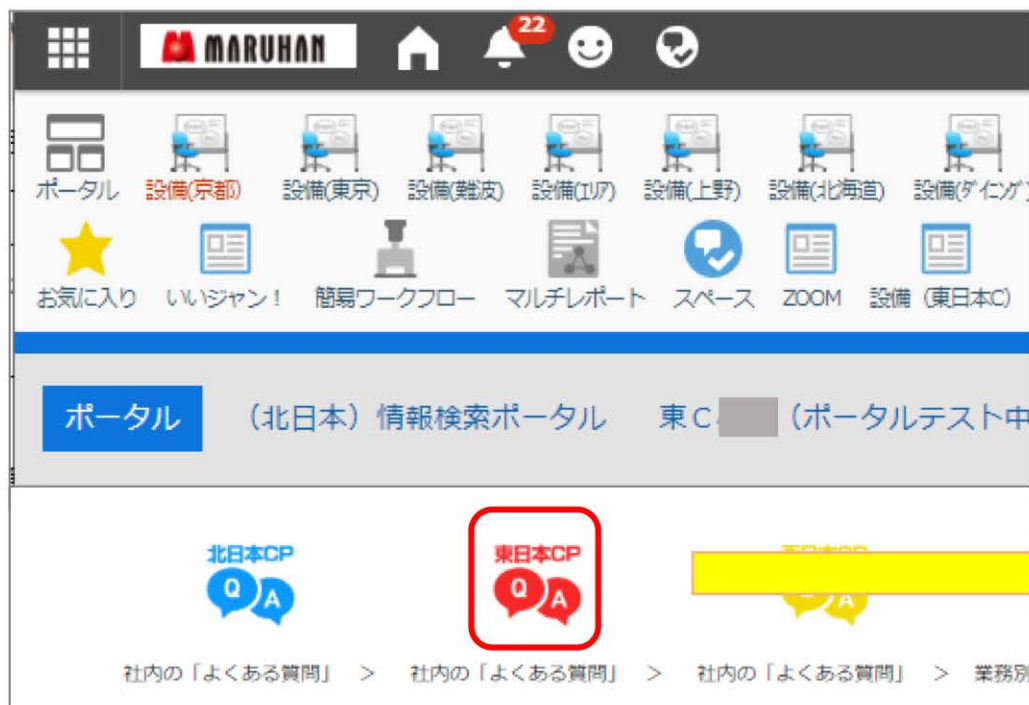 MARUHAN 22
ポータル 設備(京都) 設備(東京) 設備(難波) 設備(ｴﾘｱ) 設備(上野) 設備(北海道) 設備(ﾀﾞｲﾆﾝｸﾞ)
お気に入り いいジャン！ 簡易ワークフロー マルチレポート スペース ZOOM 設備（東日本C）
ポータル （北日本）情報検索ポータル 東C （ポータルテスト中
北日本CP 東日本CP
Q A Q A A
社内の「よくある質問」 > 社内の「よくある質問」 > 社内の「よくある質問」 > 業務別